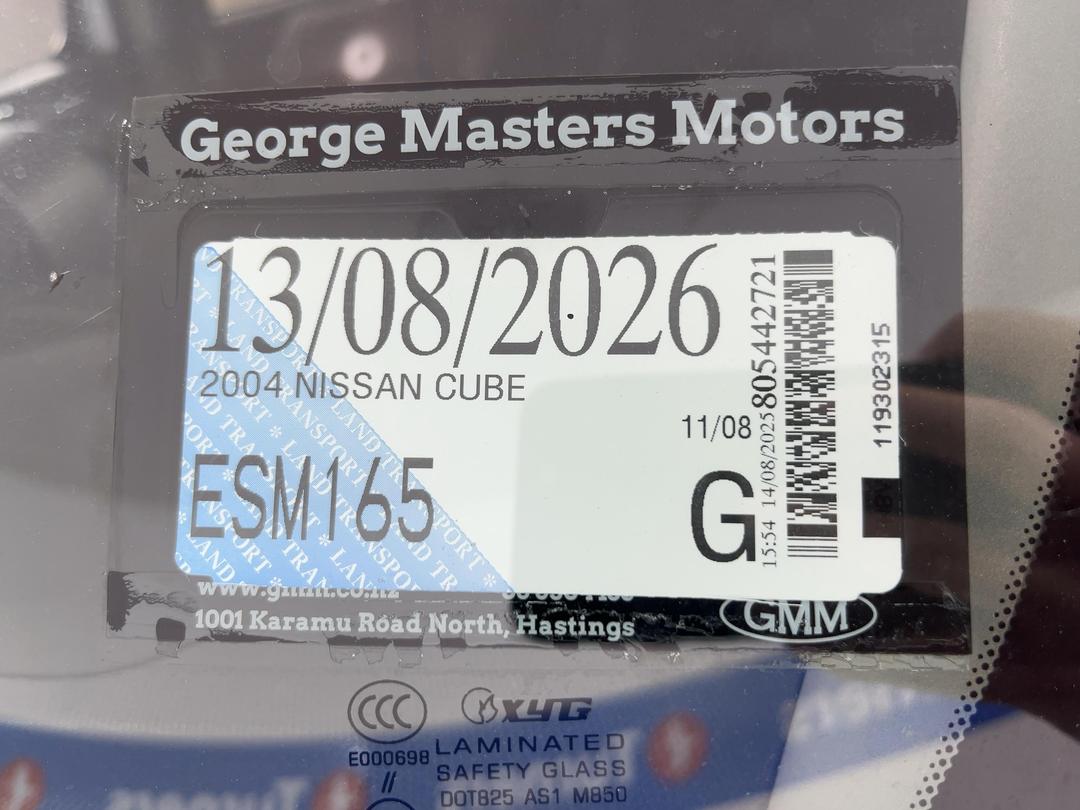 George Masters Motors
13/08/2026
2004 NISSAN CUBE
11/08
ESM165
G
15:54 14/08/2025
805442721
119302315
www.gmm.co.nz
1001 Karamu Road North, Hastings
GMM
CCC
E000698
//
XYG
LAMINATED
SAFETY GLASS
DOT825 AS1 M850
LAND TRANSPORT * LAND TRANSPORT